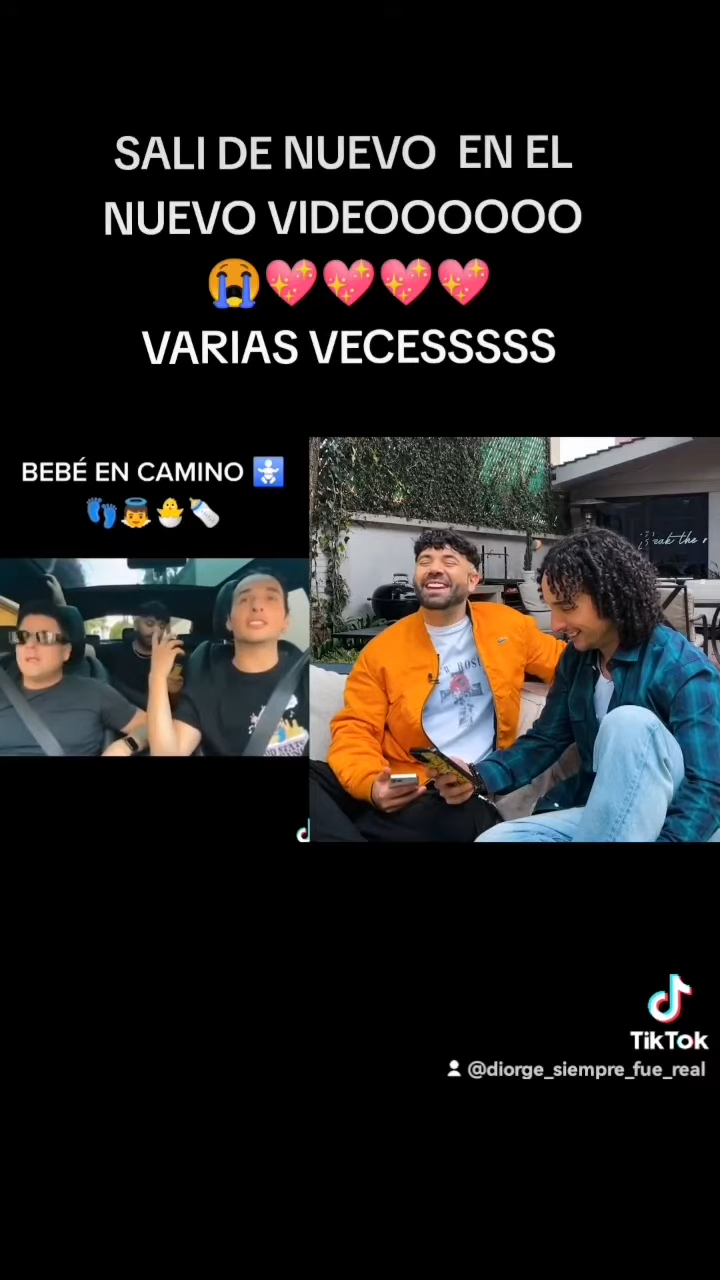 SALI DE NUEVO EN EL
NUEVO VIDEOOOOOO
😭💖💖💖💖
VARIAS VECESSSSS
BEBÉ EN CAMINO 🚼
👣👼🐣🍼
TikTok
@diorge_siempre_fue_real